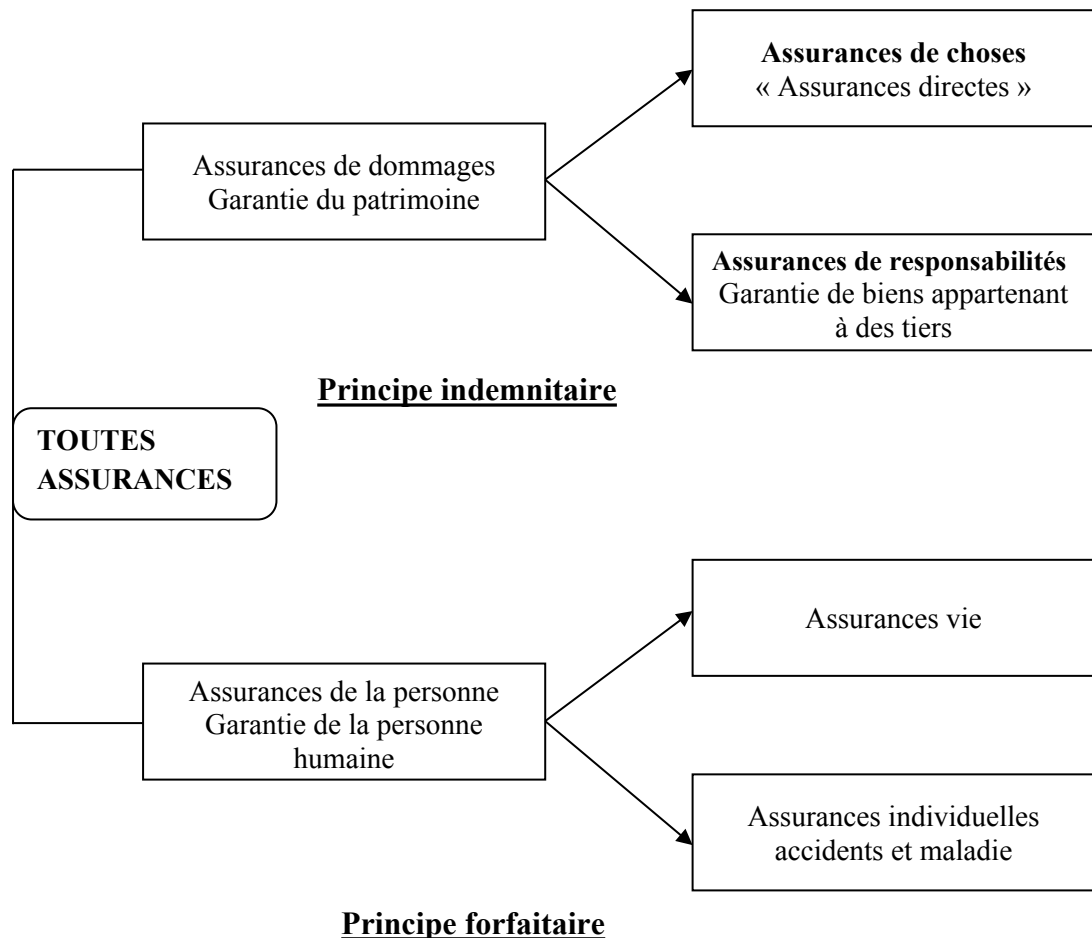 Assurances de choses
« Assurances directes »
Assurances de dommages
Garantie du patrimoine
Assurances de responsabilités
Garantie de biens appartenant
à des tiers
Principe indemnitaire
TOUTES
ASSURANCES
Assurances vie
Assurances de la personne
Garantie de la personne
humaine
Assurances individuelles
accidents et maladie
Principe forfaitaire